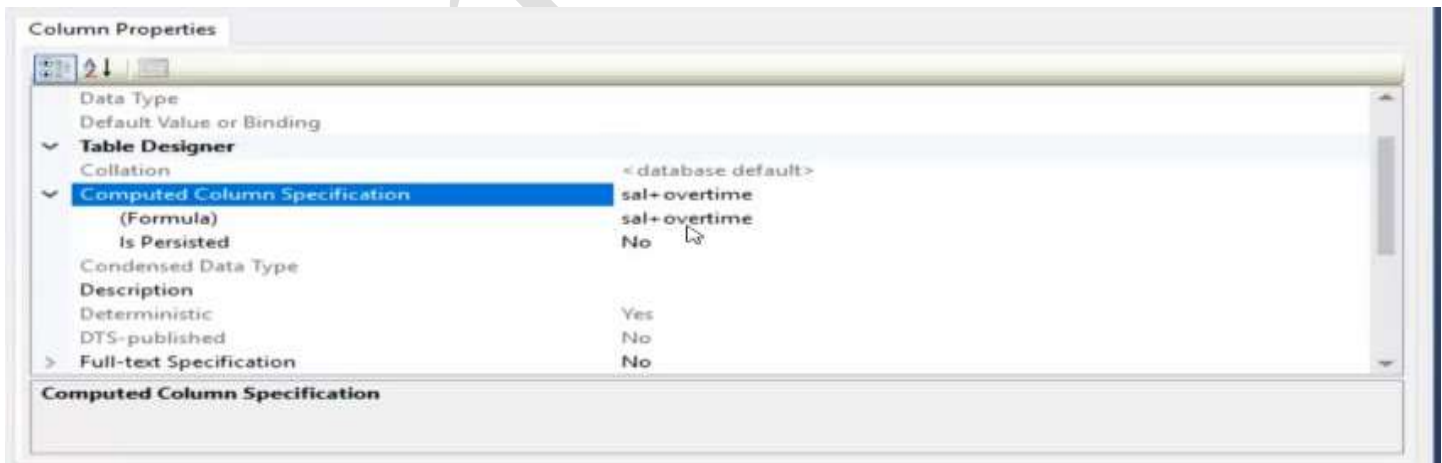 Column Properties
Data Type
Default Value or Binding
Table Designer
Collation <database default>
Computed Column Specification sal+overtime
(Formula) sal+overtime
Is Persisted No
Condensed Data Type
Description
Deterministic Yes
DTS-published No
Full-text Specification No
Computed Column Specification